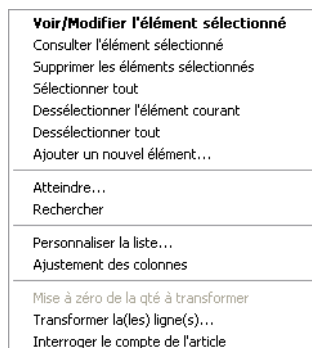 Voir/Modifier l'élément sélectionné
Consulter l'élément sélectionné
Supprimer les éléments sélectionnés
Sélectionner tout
Dessélectionner l'élément courant
Dessélectionner tout
Ajouter un nouvel élément...
Atteindre...
Rechercher
Personnaliser la liste...
Ajustement des colonnes
Mise à zéro de la qté à transformer
Transformer la(les) ligne(s)...
Interroger le compte de l'article